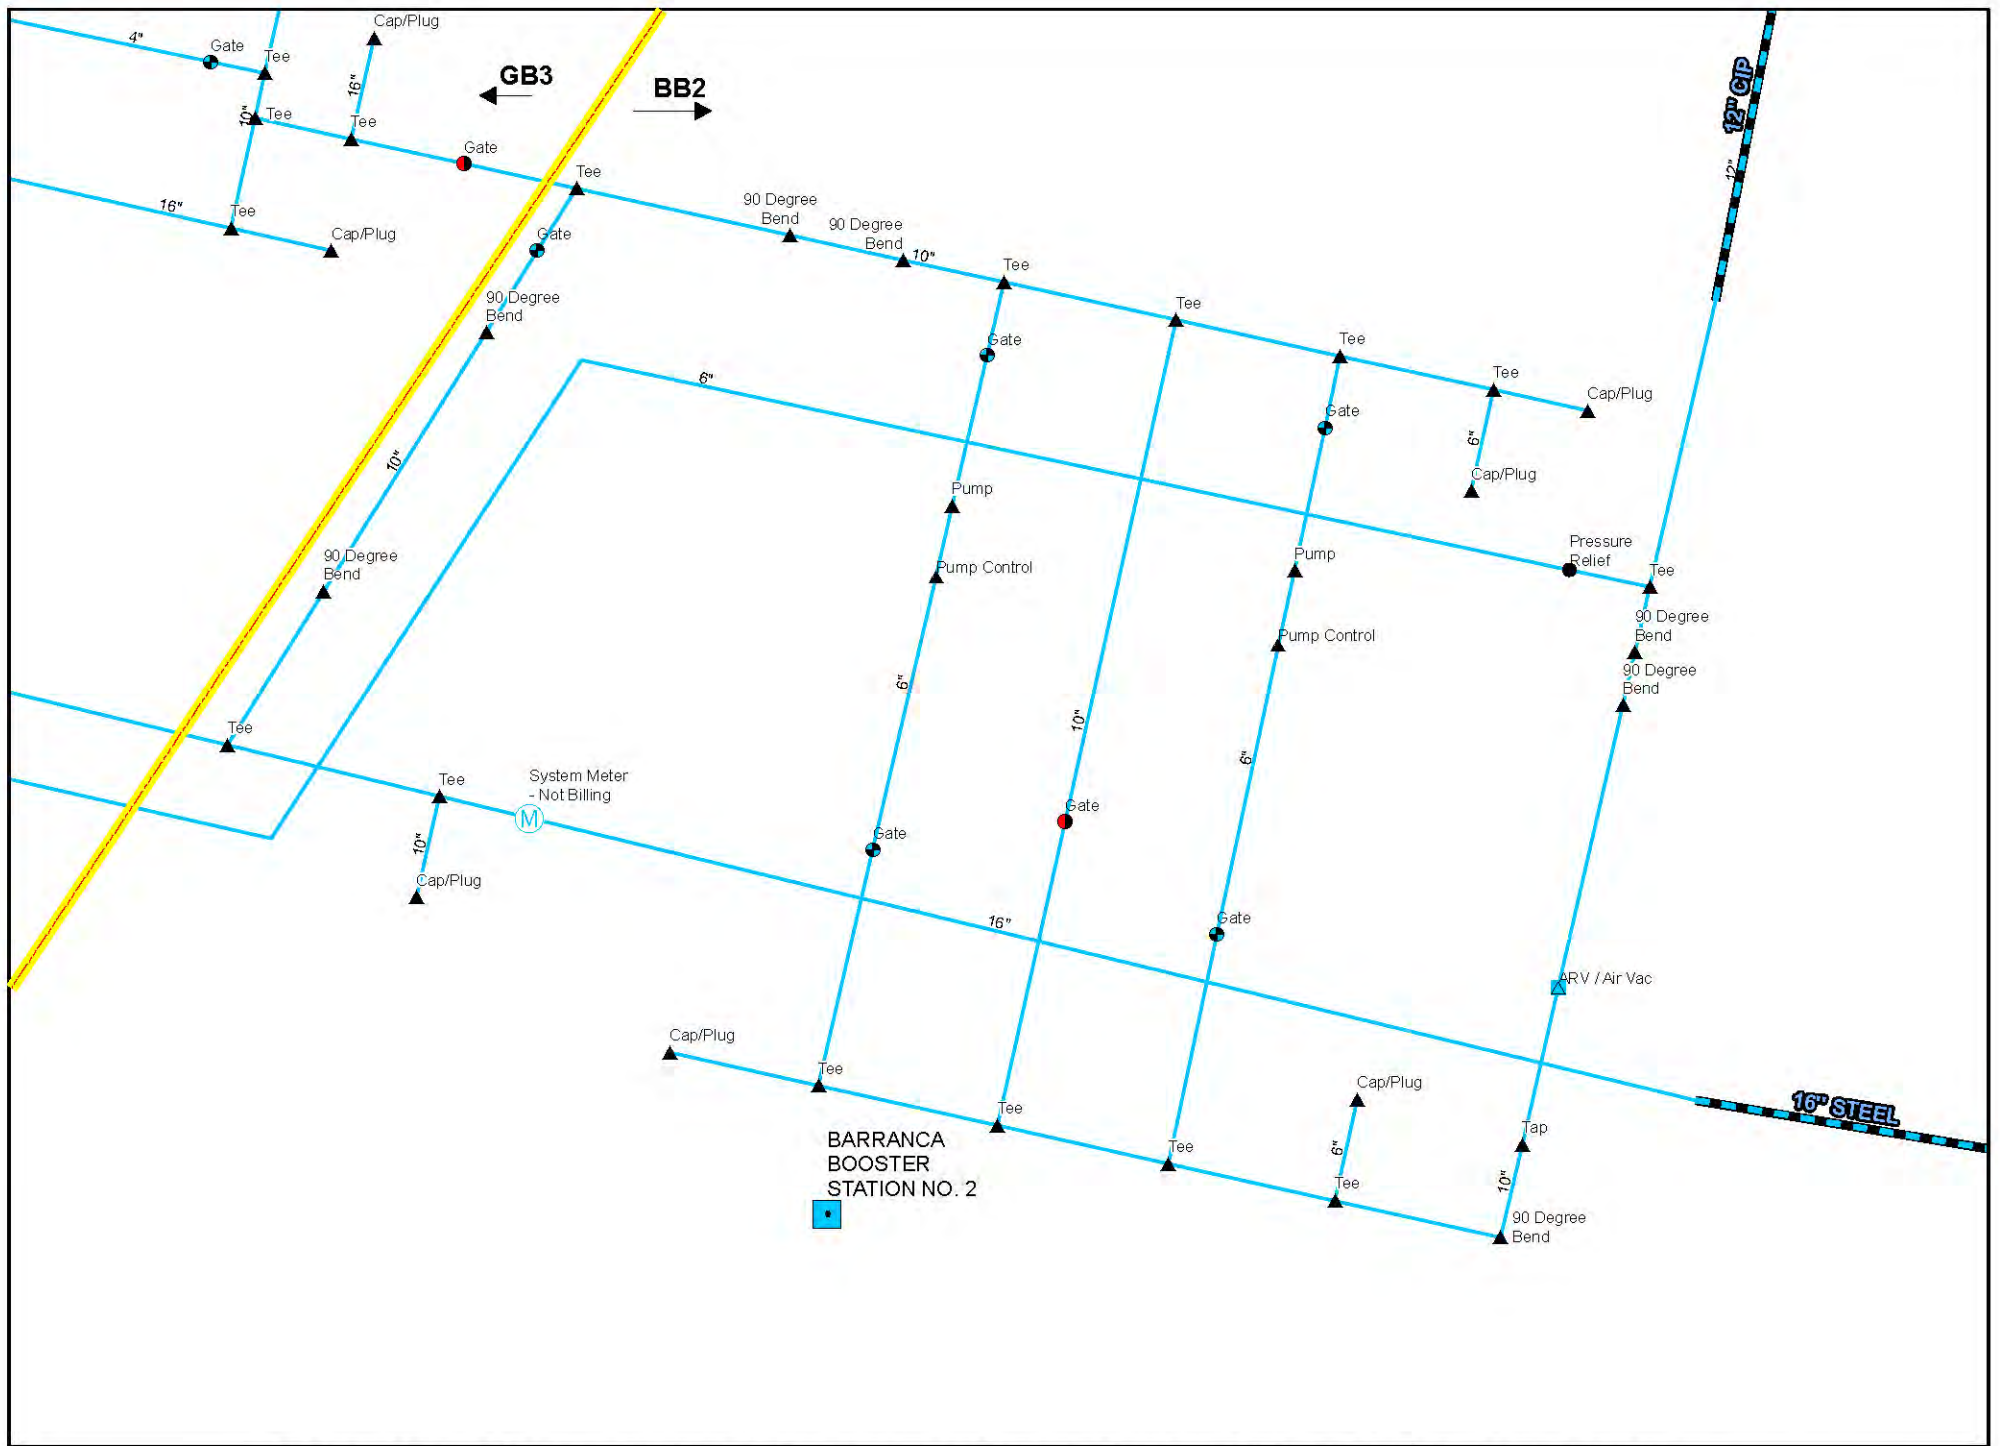 4"
Gate
Tee
Cap/Plug
16"
10"
Tee
Tee
GB3
BB2
Gate
12" CIP
12"
Tee
16"
Tee
Cap/Plug
Gate
90 Degree
Bend
90 Degree
Bend
10"
Tee
90 Degree
Bend
Tee
Gate
Tee
Tee
Cap/Plug
6"
Gate
6"
Cap/Plug
10"
Pump
Pump Control
Pump
Pump Control
Pressure
Relief
Tee
90 Degree
Bend
90 Degree
Bend
90 Degree
Bend
6"
10"
6"
Tee
Tee
System Meter
- Not Billing
M
10"
Cap/Plug
Gate
Gate
16"
Gate
ARV / Air Vac
Cap/Plug
Tee
Tee
Tee
Cap/Plug
6"
Tee
16" STEEL
Tap
10"
90 Degree
Bend
BARRANCA
BOOSTER
STATION NO. 2